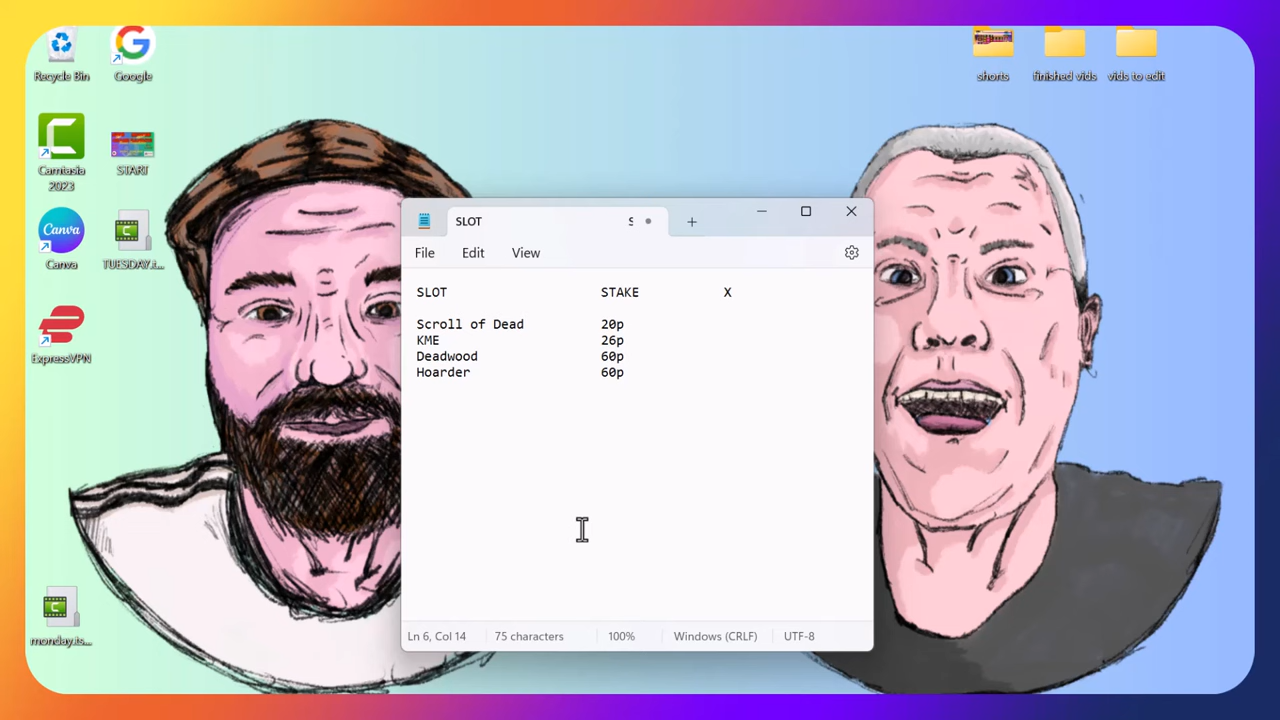 Recycle Bin
Google
shorts
finished vids
vids to edit
Camtasia
2023
START
Canva
Canva
TUESDAY.t...
ExpressVPN
monday.ts...
SLOT
S
File Edit View
SLOT STAKE X
Scroll of Dead 20p
KME 26p
Deadwood 60p
Hoarder 60p
Ln 6, Col 14 75 characters 100% Windows (CRLF) UTF-8